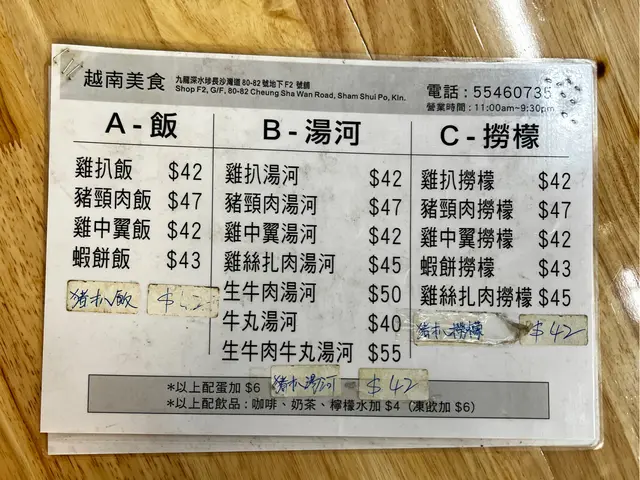 越南美食
九龍深水埗長沙灣道 80-82 號地下 F2 號舖
Shop F2, G/F, 80-82 Cheung Sha Wan Road, Sham Shui Po, Kln.
電話：55460735
營業時間：11:00am~9:30pm
A - 飯
雞扒飯 $42
豬頸肉飯 $47
雞中翼飯 $42
蝦餅飯 $43
豬扒飯 $42
B - 湯河
雞扒湯河 $42
豬頸肉湯河 $47
雞中翼湯河 $42
雞絲扎肉湯河 $45
生牛肉湯河 $50
牛丸湯河 $40
生牛肉牛丸湯河 $55
豬扒湯河 $42
C - 撈檬
雞扒撈檬 $42
豬頸肉撈檬 $47
雞中翼撈檬 $42
蝦餅撈檬 $43
雞絲扎肉撈檬 $45
豬扒撈檬 $42
*以上配蛋加 $6
*以上配飲品：咖啡、奶茶、檸檬水加 $4（凍飲加 $6）